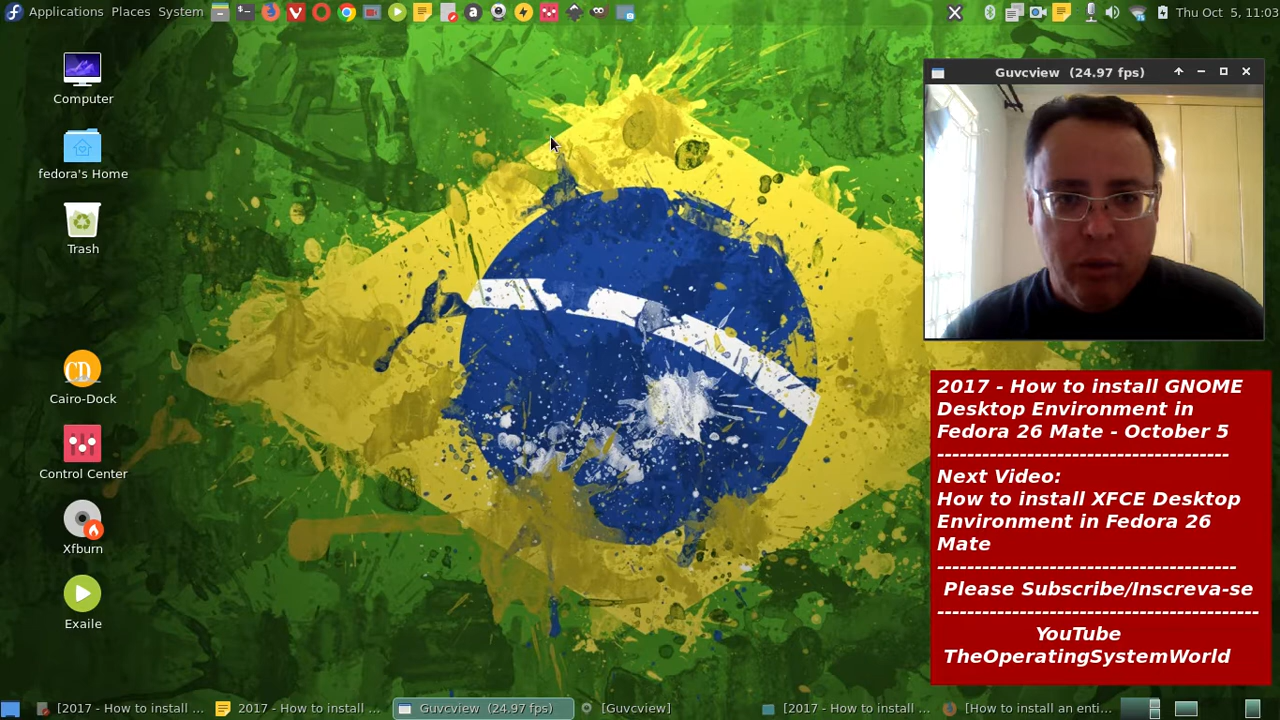 Applications Places System
Thu Oct  5, 11:03
Computer
fedora's Home
Trash
Cairo-Dock
Control Center
Xfburn
Exaile
Guvcview  (24.97 fps)
2017 - How to install GNOME
Desktop Environment in
Fedora 26 Mate - October 5
---------------------------------------
Next Video:
How to install XFCE Desktop
Environment in Fedora 26
Mate
----------------------------------------
Please Subscribe/Inscreva-se
-------------------------------------------
YouTube
TheOperatingSystemWorld
[2017 - How to install ...
2017 - How to install ...
Guvcview  (24.97 fps)
[Guvcview]
[2017 - How to install ...
[How to install an enti...